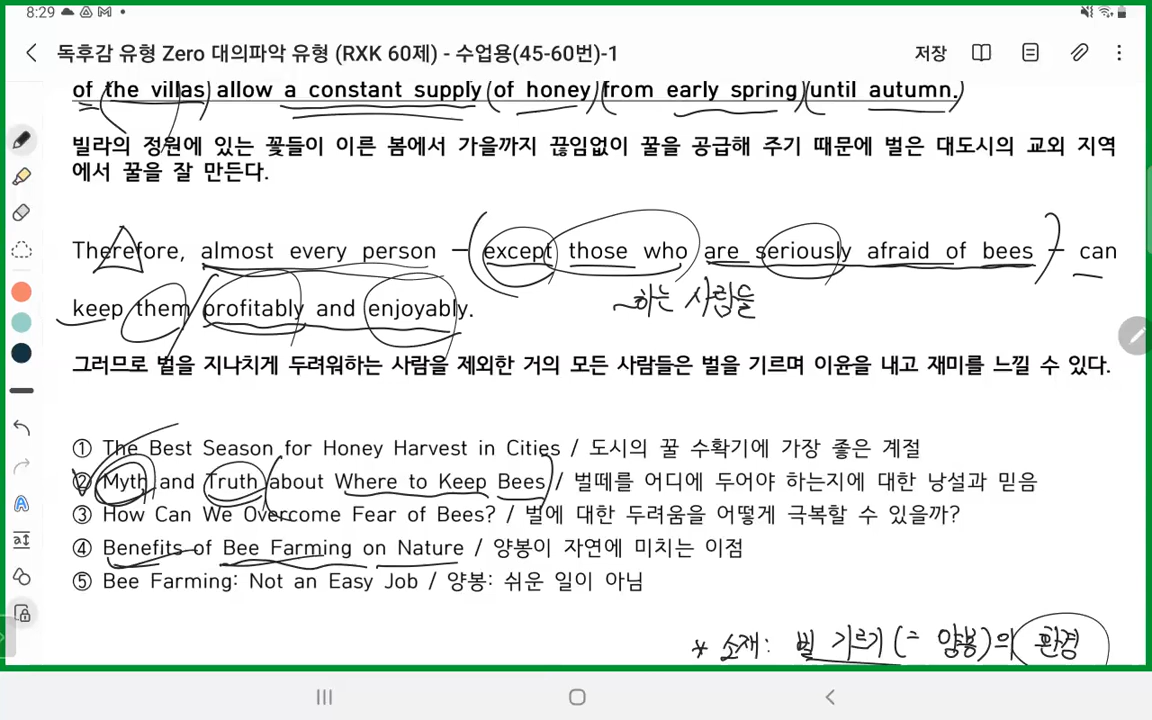 8:29
독후감 유형 Zero 대의파악 유형 (RXK 60제) - 수업용(45-60번)-1
저장
of (the villas) allow a constant supply (of honey) (from early spring) (until autumn.)
빌라의 정원에 있는 꽃들이 이른 봄에서 가을까지 끊임없이 꿀을 공급해 주기 때문에 벌은 대도시의 교외 지역
에서 꿀을 잘 만든다.
Therefore, almost every person – (except those who are seriously afraid of bees) – can
keep them / profitably and enjoyably.
~하는 사람들
그러므로 벌을 지나치게 두려워하는 사람을 제외한 거의 모든 사람들은 벌을 기르며 이윤을 내고 재미를 느낄 수 있다.
① The Best Season for Honey Harvest in Cities / 도시의 꿀 수확기에 가장 좋은 계절
② Myth and Truth (about Where to Keep Bees) / 벌떼를 어디에 두어야 하는지에 대한 낭설과 믿음
③ How Can We Overcome Fear of Bees? / 벌에 대한 두려움을 어떻게 극복할 수 있을까?
④ Benefits of Bee Farming on Nature / 양봉이 자연에 미치는 이점
⑤ Bee Farming: Not an Easy Job / 양봉: 쉬운 일이 아님
* 소재: 벌 기르기 (= 양봉)의 환경